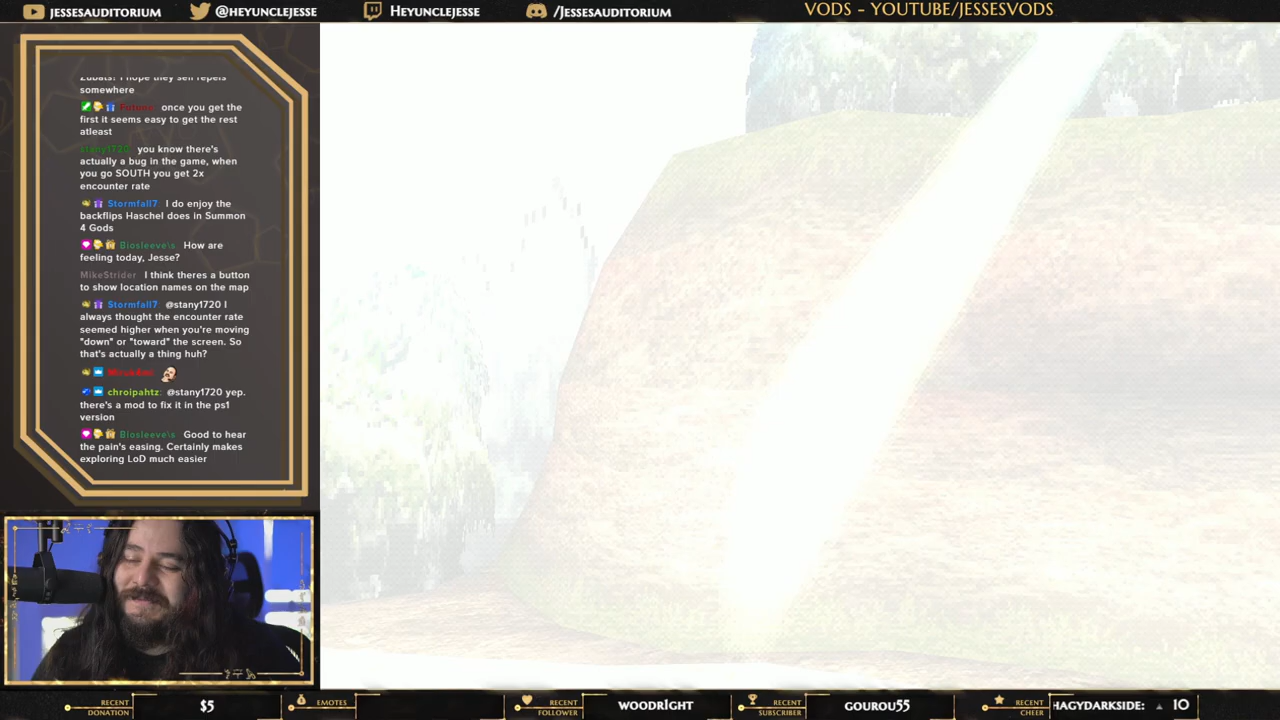 JESSESAUDITORIUM
@HEYUNCLEJESSE
HEYUNCLEJESSE
/JESSESAUDITORIUM
VODS - YOUTUBE/JESSESVODS
Zubats! I hope they sell repels
somewhere
once you get the
first it seems easy to get the rest
atleast
stany1720: you know there's
actually a bug in the game, when
you go SOUTH you get 2x
encounter rate
Stormfall7: I do enjoy the
backflips Haschel does in Summon
4 Gods
Biosleeve\s: How are
feeling today, Jesse?
MikeStrider: I think theres a button
to show location names on the map
Stormfall7: @stany1720 I
always thought the encounter rate
seemed higher when you're moving
"down" or "toward" the screen. So
that's actually a thing huh?
chroipahtz: @stany1720 yep.
there's a mod to fix it in the ps1
version
Biosleeve\s: Good to hear
the pain's easing. Certainly makes
exploring LoD much easier
RECENT
DONATION
$5
EMOTES
RECENT
FOLLOWER
WOODR1GHT
RECENT
SUBSCRIBER
GOUROU55
RECENT
CHEER
HAGYDARKSIDE: 10